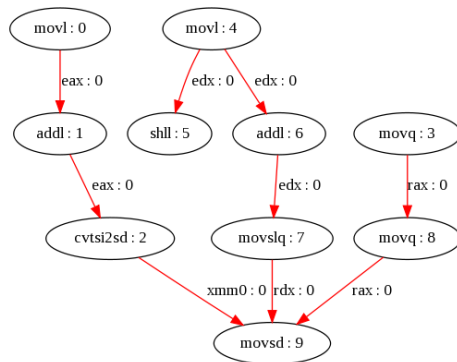 movl : 0
movl : 4
eax : 0
edx : 0
edx : 0
addl : 1
shll : 5
addl : 6
movq : 3
eax : 0
edx : 0
rax : 0
cvtsi2sd : 2
movslq : 7
movq : 8
xmm0 : 0
rdx : 0
rax : 0
movsd : 9